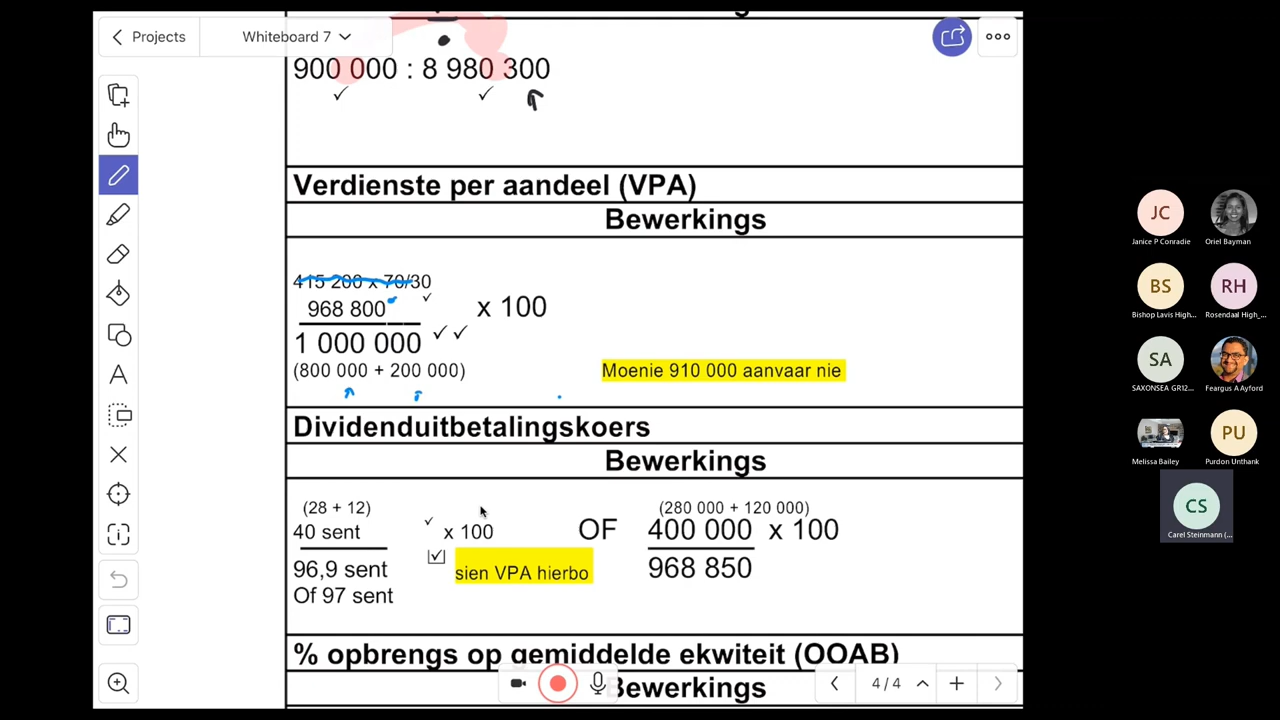 Projects
Whiteboard 7
900 000 : 8 980 300
Verdienste per aandeel (VPA)
Bewerkings
415 200 x 70/30
968 800
x 100
1 000 000
(800 000 + 200 000)
Moenie 910 000 aanvaar nie
Dividenduitbetalingskoers
Bewerkings
(28 + 12)
40 sent
x 100
96,9 sent
Of 97 sent
sien VPA hierbo
OF
(280 000 + 120 000)
400 000 x 100
968 850
% opbrengs op gemiddelde ekwiteit (OOAB)
Bewerkings
4/4
JC
Janice P Conradie
Oriel Bayman
BS
Bishop Lavis High...
RH
Rosendaal High_...
SA
SAXONSEA GR12...
Feargus A Ayford
Melissa Bailey
PU
Purdon Unthank
CS
Carel Steinmann (...